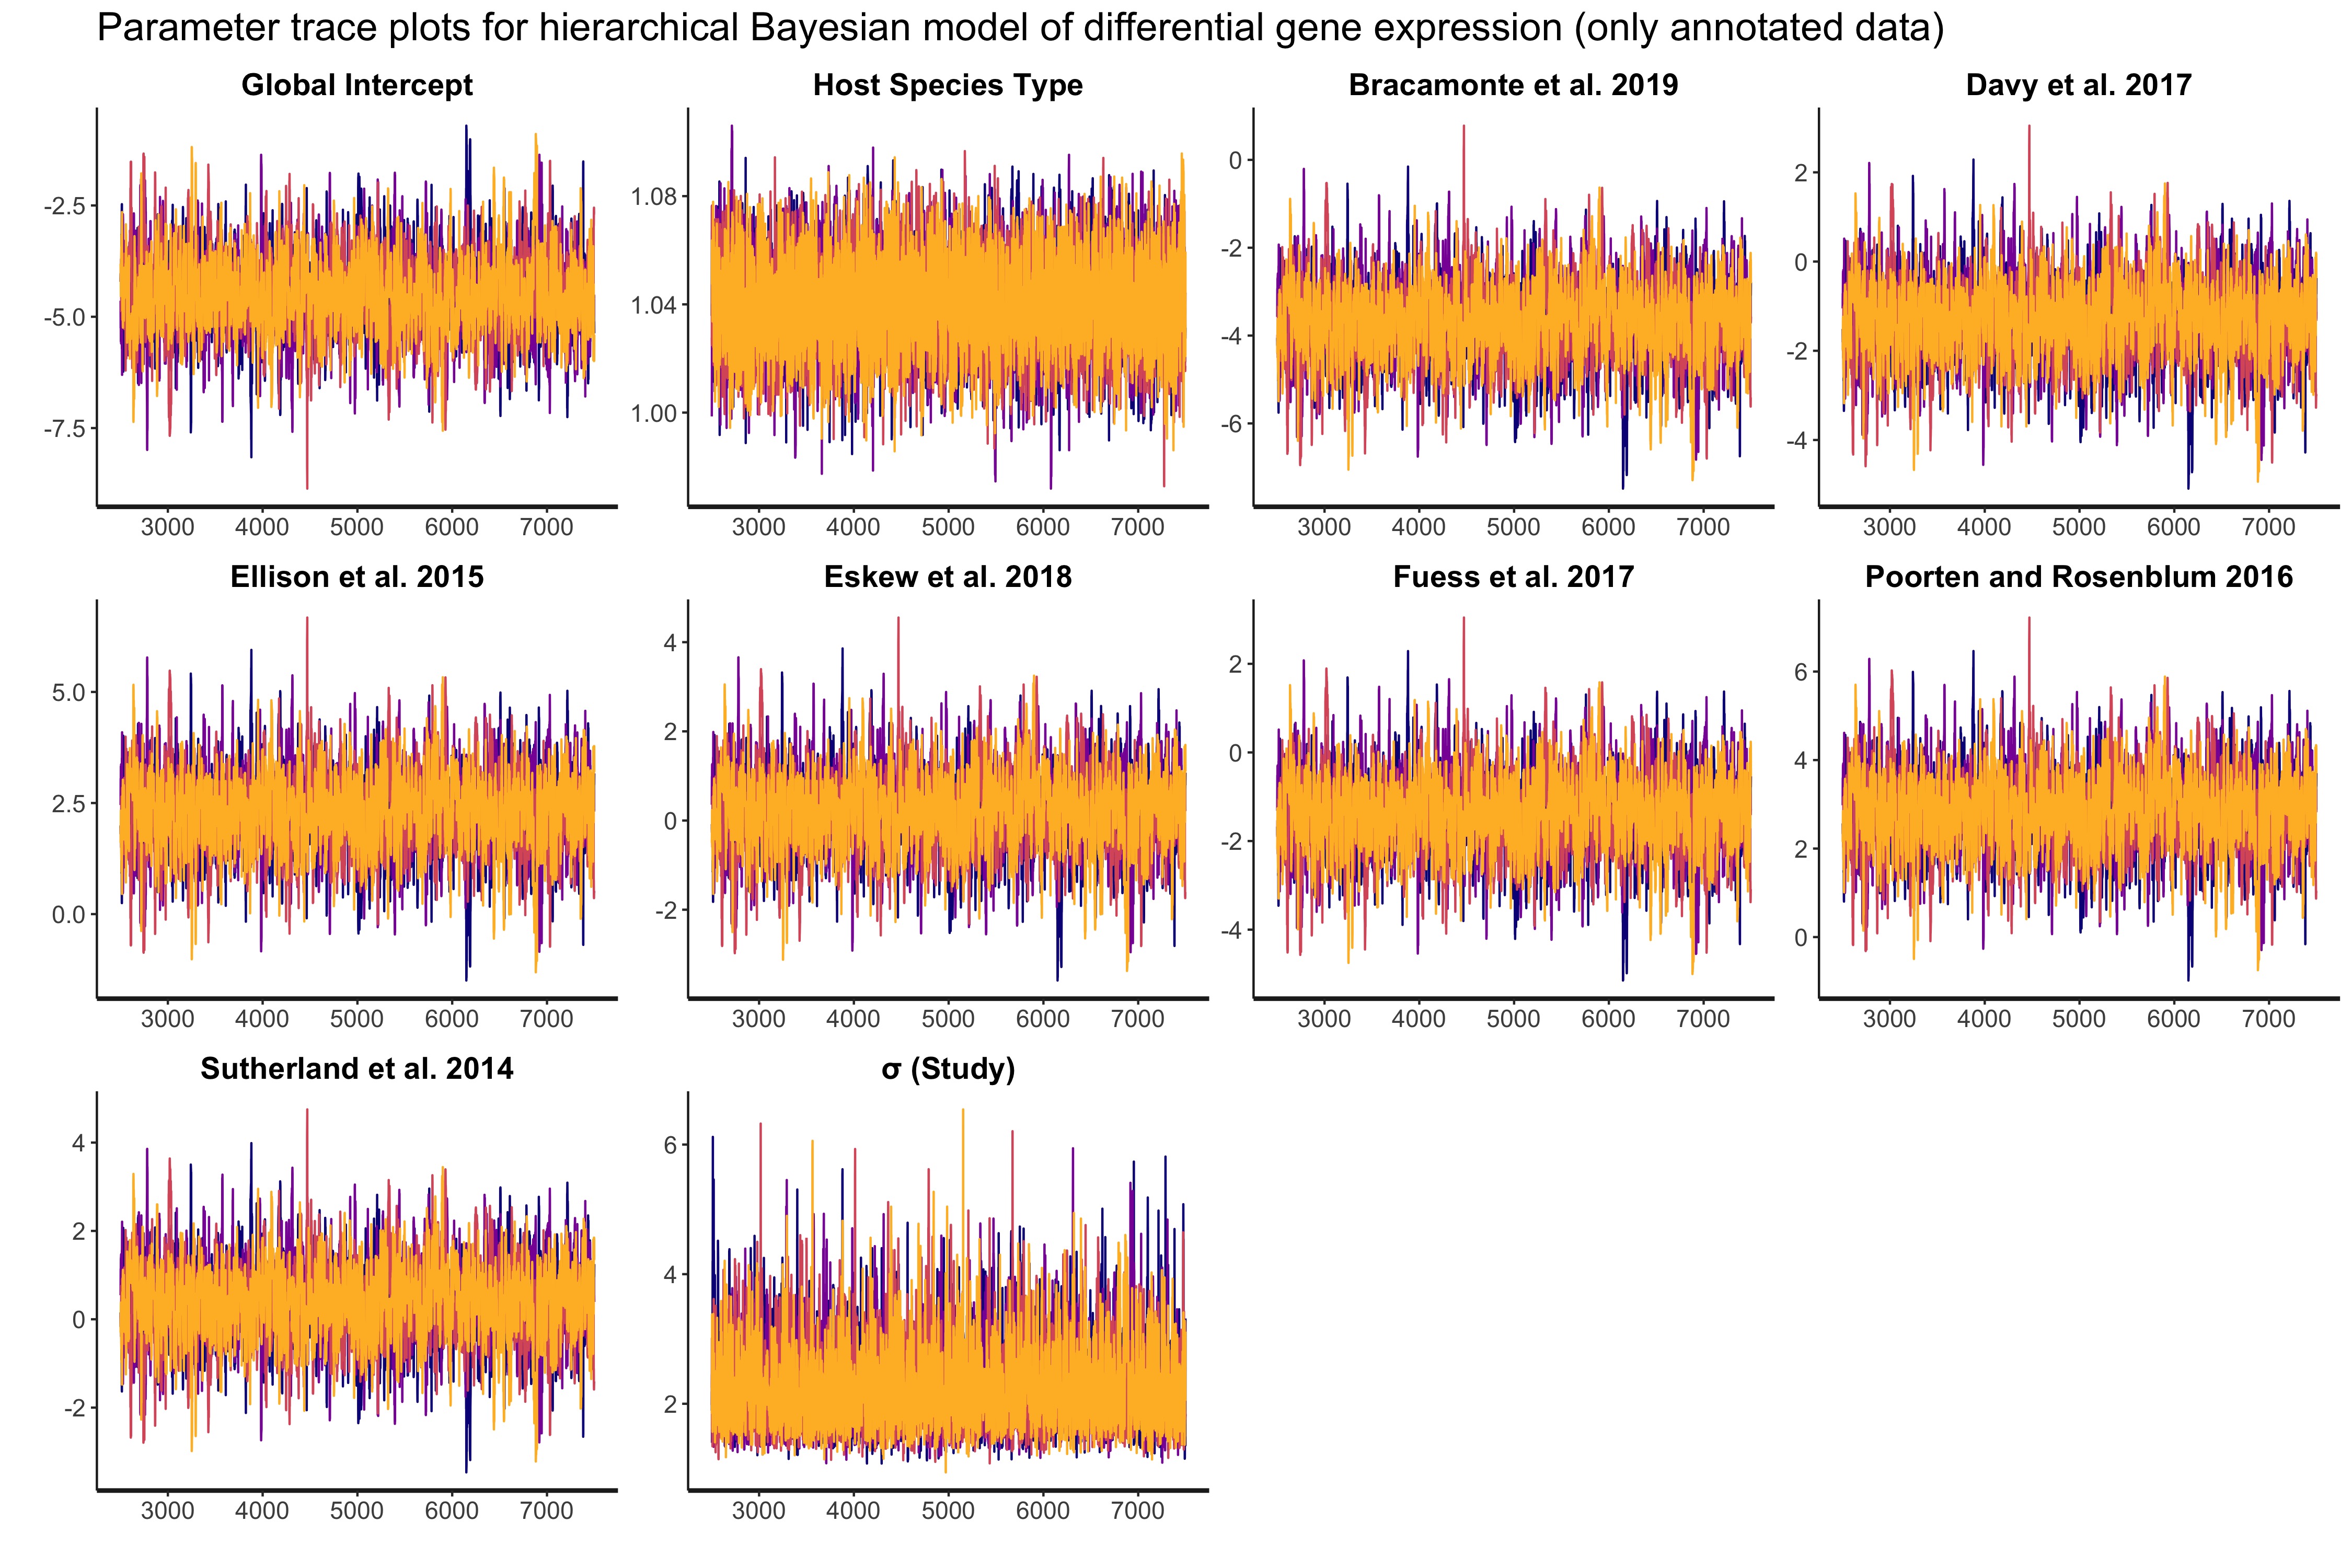 Parameter trace plots for hierarchical Bayesian model of differential gene expression (only annotated data)
Global Intercept
Host Species Type
Bracamonte et al. 2019
Davy et al. 2017
-2.5
-5.0
-7.5
3000 4000 5000 6000 7000
1.08
1.04
1.00
3000 4000 5000 6000 7000
0
-2
-4
-6
3000 4000 5000 6000 7000
2
0
-2
-4
3000 4000 5000 6000 7000
Ellison et al. 2015
Eskew et al. 2018
Fuess et al. 2017
Poorten and Rosenblum 2016
5.0
2.5
0.0
3000 4000 5000 6000 7000
4
2
0
-2
3000 4000 5000 6000 7000
2
0
-2
-4
3000 4000 5000 6000 7000
6
4
2
0
3000 4000 5000 6000 7000
Sutherland et al. 2014
σ (Study)
4
2
0
-2
3000 4000 5000 6000 7000
6
4
2
3000 4000 5000 6000 7000